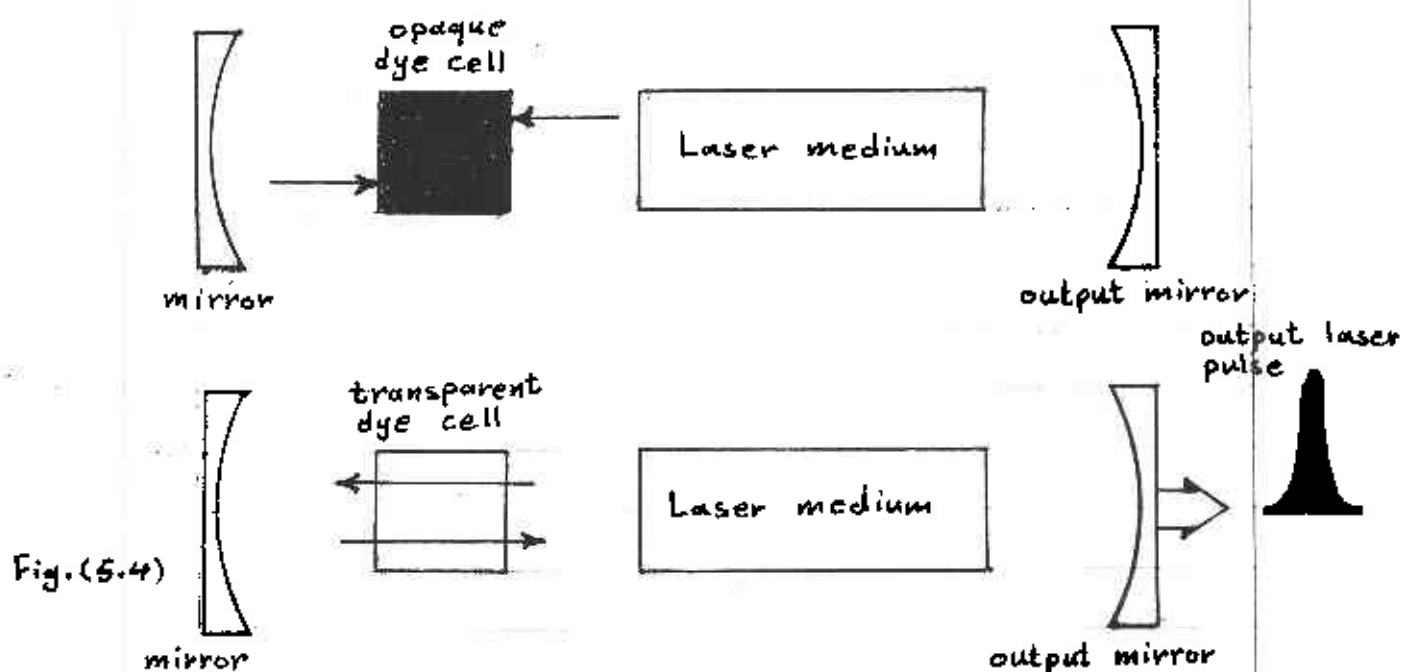 opaque
dye cell
Laser medium
mirror
output mirror
output laser
pulse
transparent
dye cell
Laser medium
Fig.(5.4)
mirror
output mirror